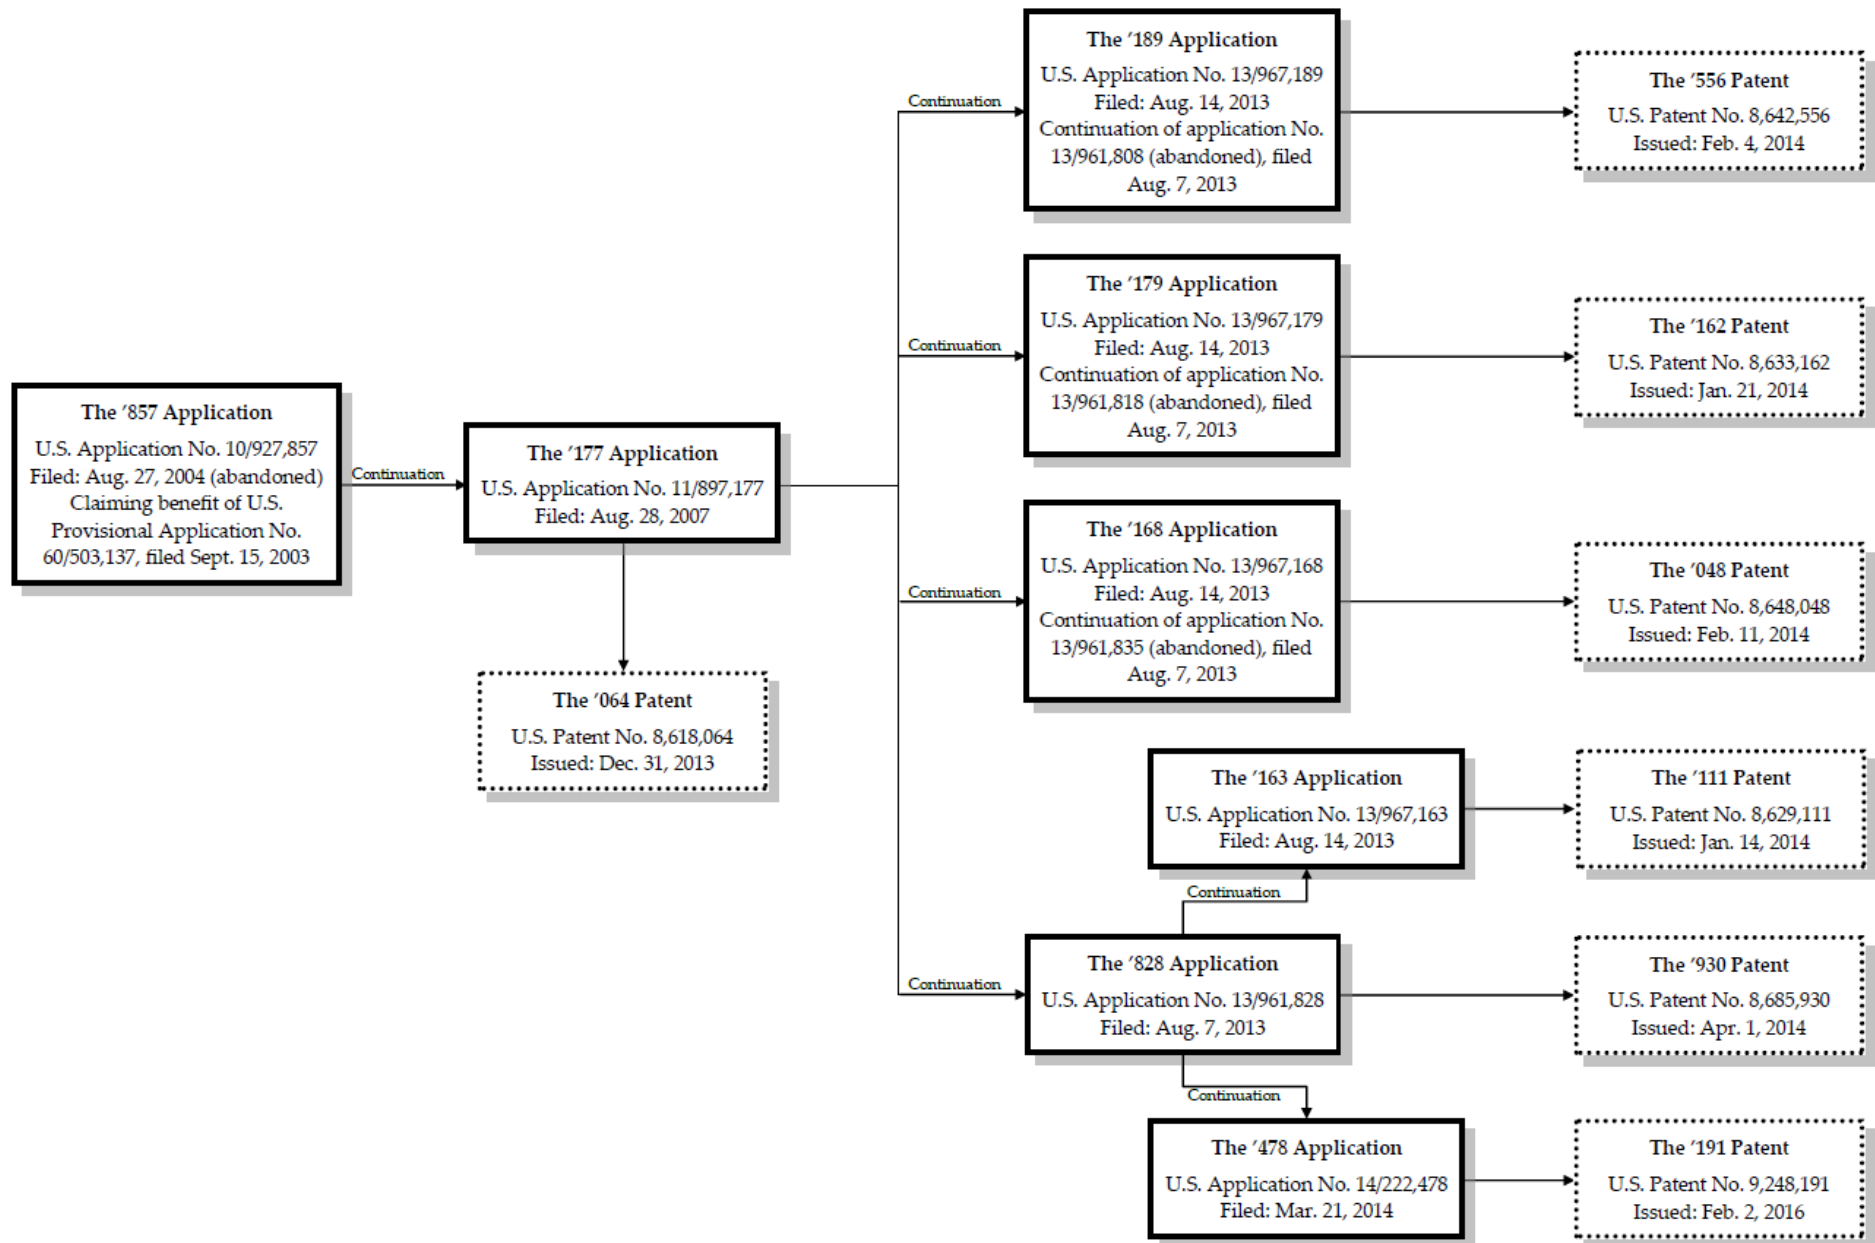 The '857 Application
U.S. Application No. 10/927,857
Filed: Aug. 27, 2004 (abandoned)
Claiming benefit of U.S.
Provisional Application No.
60/503,137, filed Sept. 15, 2003
Continuation
The '177 Application
U.S. Application No. 11/897,177
Filed: Aug. 28, 2007
The '064 Patent
U.S. Patent No. 8,618,064
Issued: Dec. 31, 2013
Continuation
The '189 Application
U.S. Application No. 13/967,189
Filed: Aug. 14, 2013
Continuation of application No.
13/961,808 (abandoned), filed
Aug. 7, 2013
The '556 Patent
U.S. Patent No. 8,642,556
Issued: Feb. 4, 2014
Continuation
The '179 Application
U.S. Application No. 13/967,179
Filed: Aug. 14, 2013
Continuation of application No.
13/961,818 (abandoned), filed
Aug. 7, 2013
The '162 Patent
U.S. Patent No. 8,633,162
Issued: Jan. 21, 2014
Continuation
The '168 Application
U.S. Application No. 13/967,168
Filed: Aug. 14, 2013
Continuation of application No.
13/961,835 (abandoned), filed
Aug. 7, 2013
The '048 Patent
U.S. Patent No. 8,648,048
Issued: Feb. 11, 2014
The '163 Application
U.S. Application No. 13/967,163
Filed: Aug. 14, 2013
The '111 Patent
U.S. Patent No. 8,629,111
Issued: Jan. 14, 2014
Continuation
Continuation
The '828 Application
U.S. Application No. 13/961,828
Filed: Aug. 7, 2013
The '930 Patent
U.S. Patent No. 8,685,930
Issued: Apr. 1, 2014
Continuation
The '478 Application
U.S. Application No. 14/222,478
Filed: Mar. 21, 2014
The '191 Patent
U.S. Patent No. 9,248,191
Issued: Feb. 2, 2016